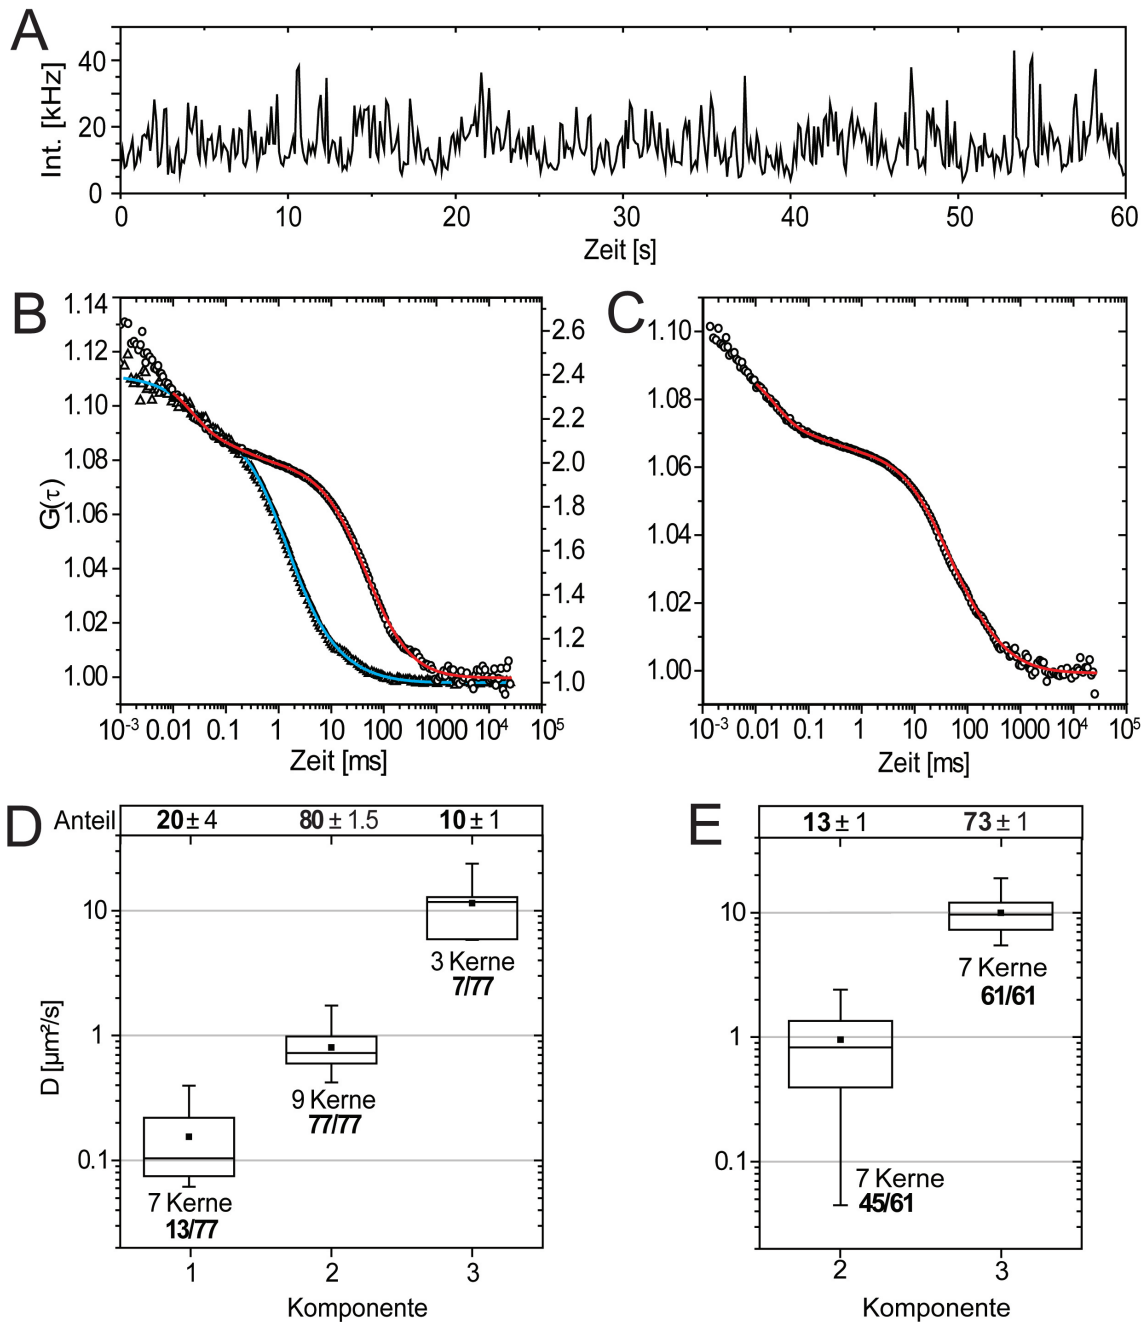 A
Int. [kHz]
40
20
0
0 10 20 30 40 50 60
Zeit [s]
B
G(τ)
1.14
1.12
1.10
1.08
1.06
1.04
1.02
1.00
2.6
2.4
2.2
2.0
1.8
1.6
1.4
1.2
1.0
10-3 0.01 0.1 1 10 100 1000 10⁴ 10⁵
Zeit [ms]
C
1.10
1.08
1.06
1.04
1.02
1.00
10-3 0.01 0.1 1 10 100 1000 10⁴ 10⁵
Zeit [ms]
D
Anteil 20 ± 4 80 ± 1.5 10 ± 1
D [µm²/s]
10
1
0.1
3 Kerne
7/77
9 Kerne
77/77
7 Kerne
13/77
1 2 3
Komponente
E
13 ± 1 73 ± 1
10
1
0.1
7 Kerne
61/61
7 Kerne
45/61
2 3
Komponente